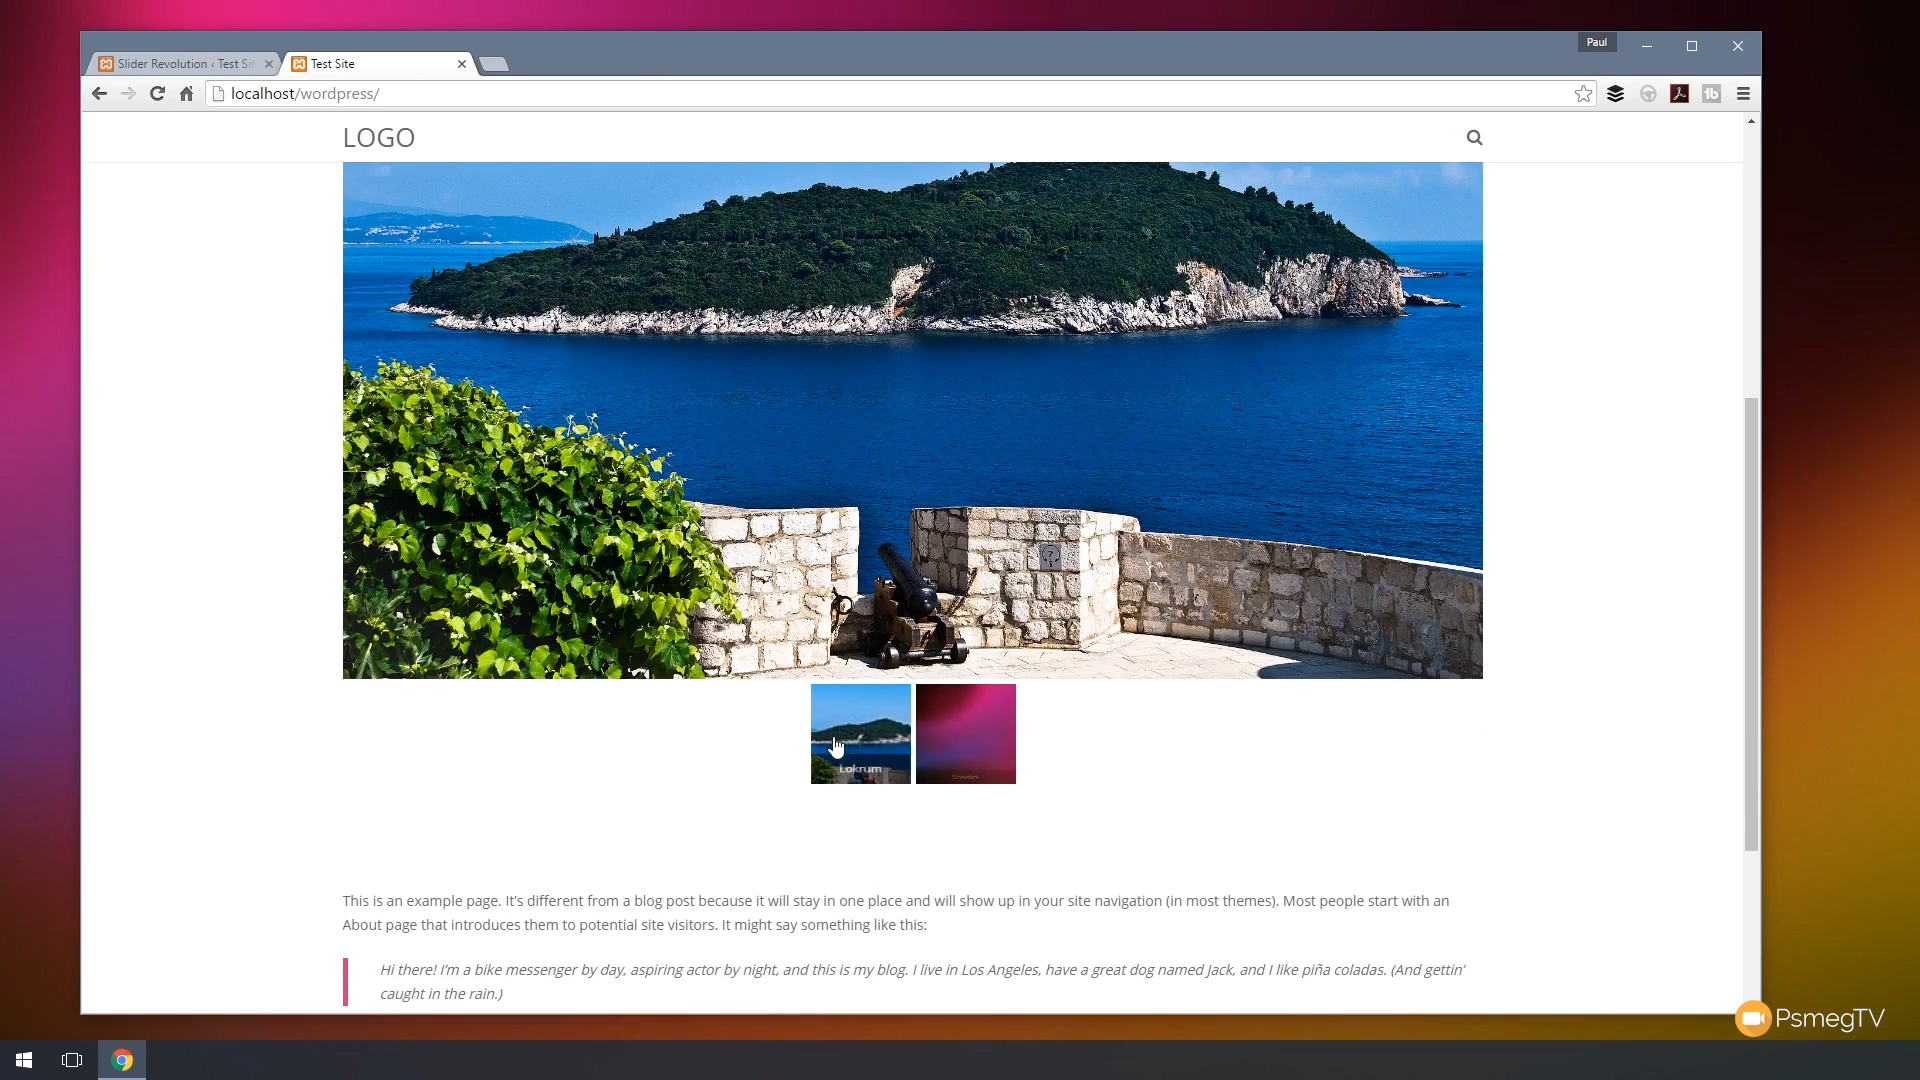 Paul
Slider Revolution ‹ Test Si
Test Site
localhost/wordpress/
LOGO
7
Lokrum
This is an example page. It's different from a blog post because it will stay in one place and will show up in your site navigation (in most themes). Most people start with an
About page that introduces them to potential site visitors. It might say something like this:
Hi there! I'm a bike messenger by day, aspiring actor by night, and this is my blog. I live in Los Angeles, have a great dog named Jack, and I like piña coladas. (And gettin'
caught in the rain.)
PsmegTV